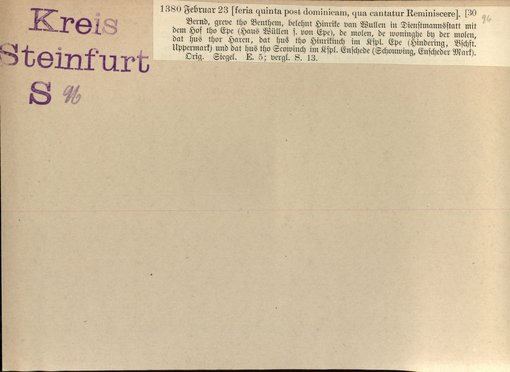 Kreis
Steinfurt
S 96
1380 Februar 23 [feria quinta post dominicam, qua cantatur Reminiscere]. [30
96
Bernd, greve tho Benthem, belehnt Hinrike van Wullen in Dienstmannsstatt mit
dem Hof tho Epe (Haus Wüllen j. von Epe), de molen, de woninghe by der molen,
dat hus thor Haren, dat hus tho Hinrikinch im Kspl. Epe (Hindering, Bschft.
Uppermark) und dat hus tho Scowinch im Kspl. Enschede (Schouwing, Enscheder Mark).
Orig. Siegel. E. 5; vergl. S. 13.